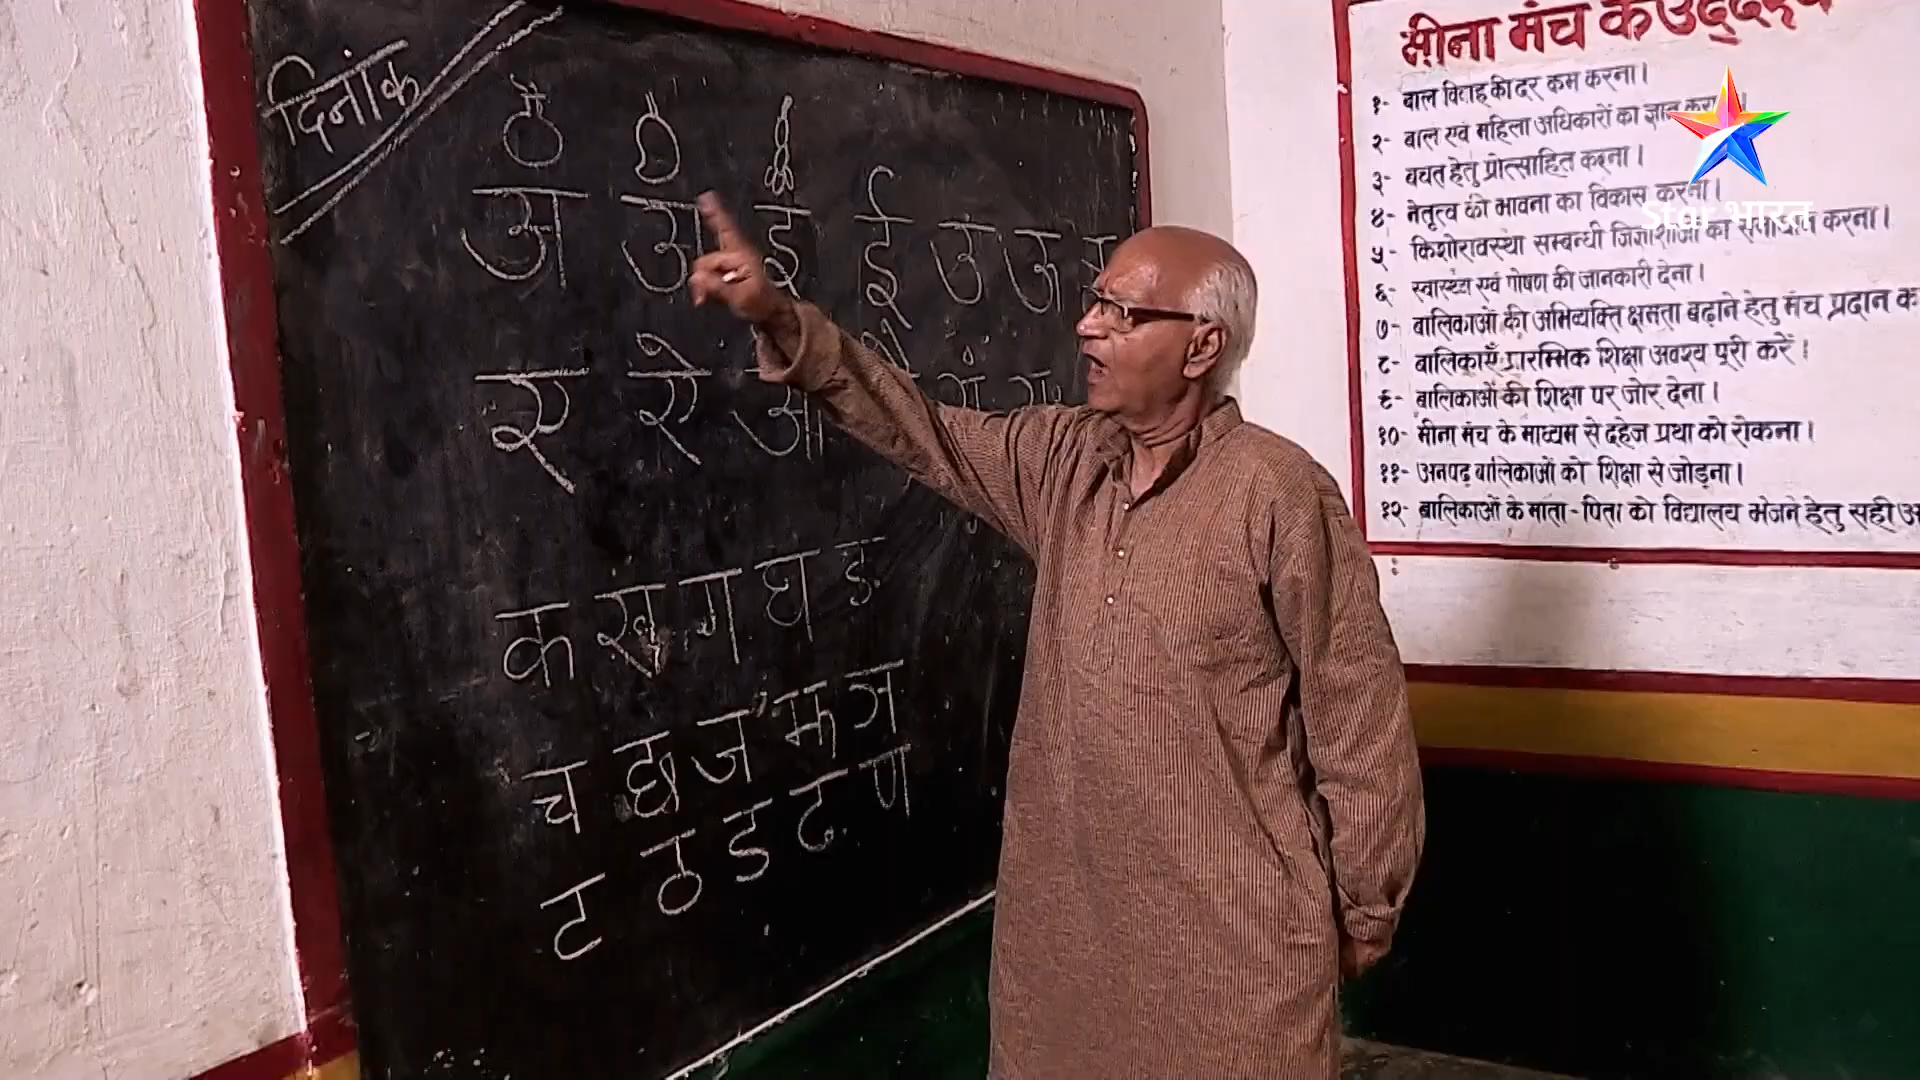 दिनांक
अ आ इ ई उ ऊ
ए ऐ ओ
क ख ग घ ङ
च छ ज झ ञ
ट ठ ड ढ ण
मीना मंच के उद्देश्य
१- बाल विवाह की दर कम करना।
२- बाल एवं महिला अधिकारों का ज्ञान
३- बचत हेतु प्रोत्साहित करना।
४- नेतृत्व की भावना का विकास करना।
५- किशोरावस्था सम्बन्धी जिज्ञाशाओं का करना।
६- स्वास्थ्य एवं पोषण की जानकारी देना।
७- बालिकाओं की अभिव्यक्ति क्षमता बढ़ाने हेतु मंच प्रदान क
८- बालिकाएँ प्रारम्भिक शिक्षा अवश्य पूरी करें।
९- बालिकाओं की शिक्षा पर जोर देना।
१०- मीना मंच के माध्यम से दहेज प्रथा को रोकना।
११- अनपढ़ बालिकाओं को शिक्षा से जोड़ना।
१२- बालिकाओं के माता-पिता को विद्यालय भेजने हेतु सही
Star भारत